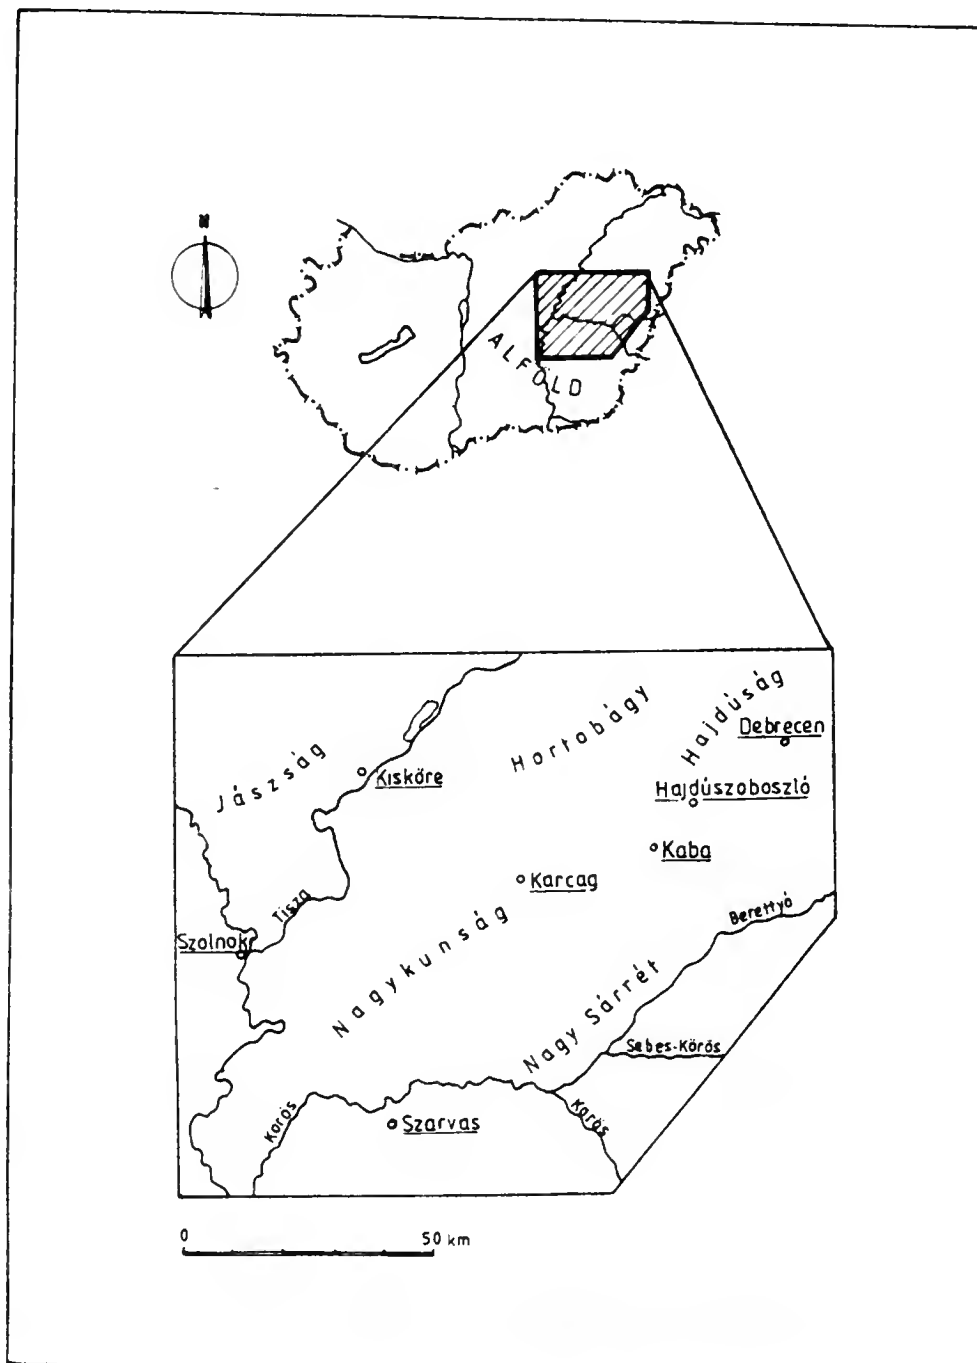 N
ALFÖLD
Jászság
Hortobágy
Hajdúság
Debrecen
Kisköre
Hajdúszoboszló
Kaba
Karcag
Tisza
Berettyó
Szolnok
Nagykunság
Nagy Sárrét
Sebes-Körös
Körös
Körös
Szarvas
0
50 km